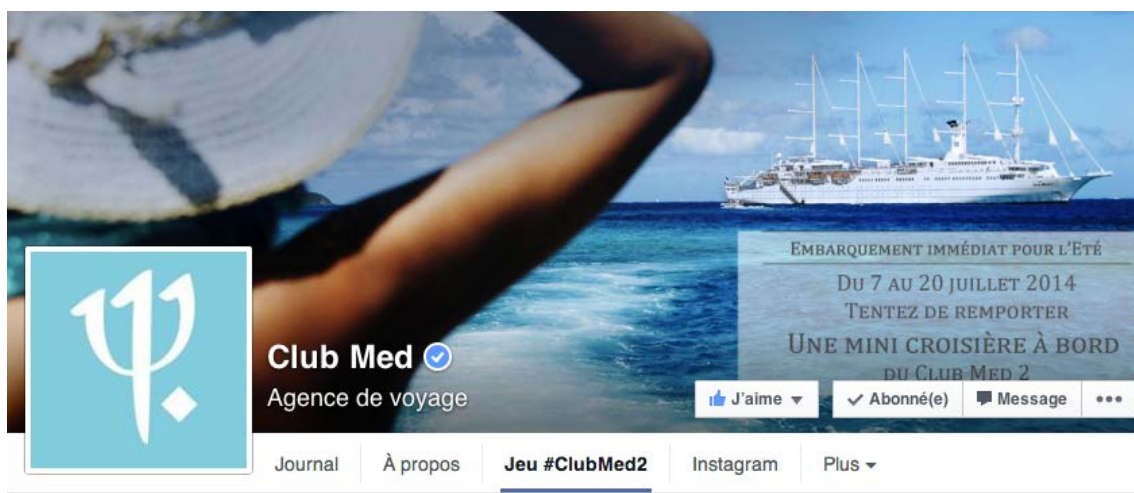 EMBARQUEMENT IMMÉDIAT POUR L'ETÉ
DU 7 AU 20 JUILLET 2014
TENTEZ DE REMPORTER
UNE MINI CROISIÈRE À BORD
DU CLUB MED 2
Club Med
Agence de voyage
J'aime
Abonné(e)
Message
Journal
À propos
Jeu #ClubMed2
Instagram
Plus